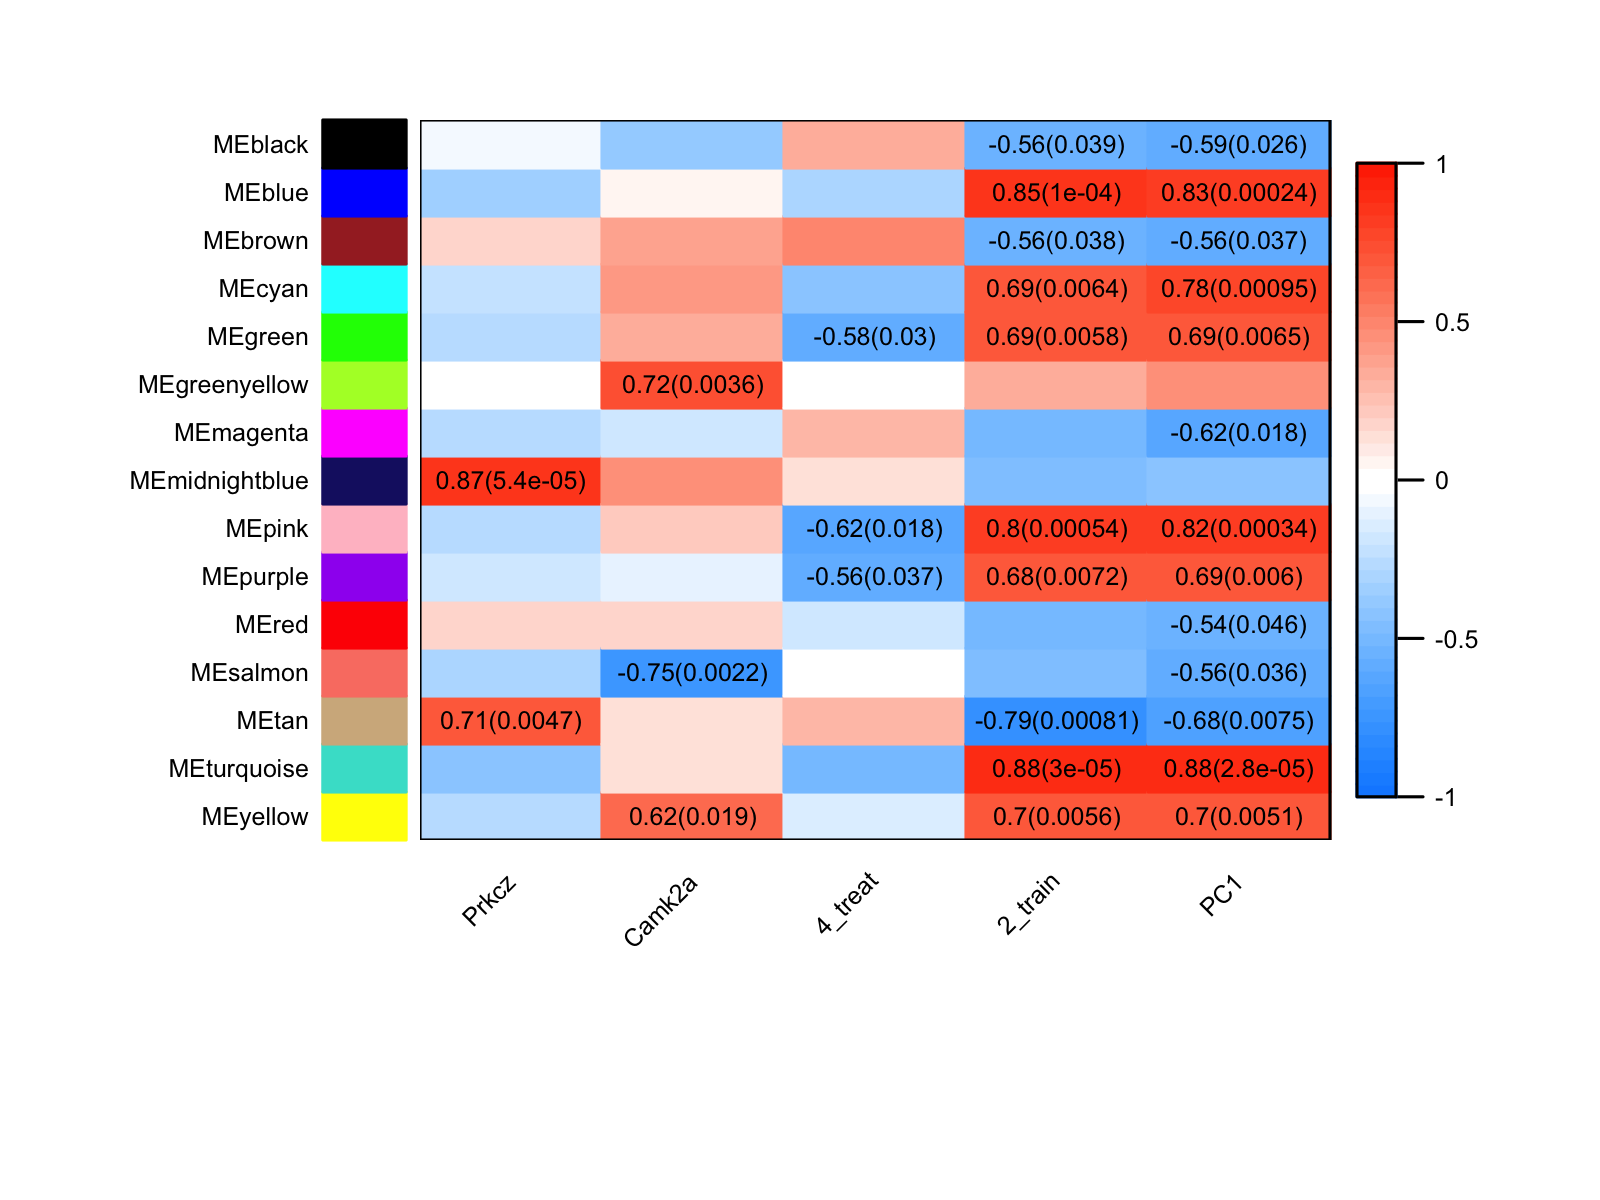 MEblack -0.56(0.039) -0.59(0.026)
MEblue 0.85(1e-04) 0.83(0.00024)
MEbrown -0.56(0.038) -0.56(0.037)
MEcyan 0.69(0.0064) 0.78(0.00095)
MEgreen -0.58(0.03) 0.69(0.0058) 0.69(0.0065)
MEgreenyellow 0.72(0.0036)
MEmagenta -0.62(0.018)
MEmidnightblue 0.87(5.4e-05)
MEpink -0.62(0.018) 0.8(0.00054) 0.82(0.00034)
MEpurple -0.56(0.037) 0.68(0.0072) 0.69(0.006)
MEred -0.54(0.046)
MEsalmon -0.75(0.0022) -0.56(0.036)
MEtan 0.71(0.0047) -0.79(0.00081) -0.68(0.0075)
MEturquoise 0.88(3e-05) 0.88(2.8e-05)
MEyellow 0.62(0.019) 0.7(0.0056) 0.7(0.0051)
Prkcz Camk2a 4_treat 2_train PC1
1
0.5
0
-0.5
-1